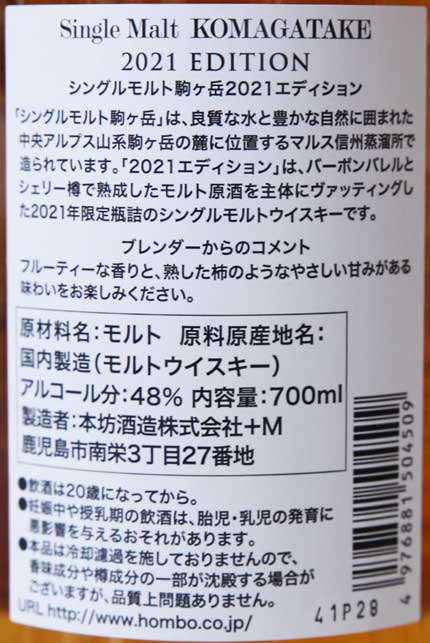 Single Malt KOMAGATAKE
2021 EDITION
シングルモルト駒ヶ岳2021エディション
「シングルモルト駒ヶ岳」は、良質な水と豊かな自然に囲まれた
中央アルプス山系駒ヶ岳の麓に位置するマルス信州蒸溜所で
造られています。「2021エディション」は、バーボンバレルと
シェリー樽で熟成したモルト原酒を主体にヴァッティングし
た2021年限定瓶詰のシングルモルトウイスキーです。
ブレンダーからのコメント
フルーティーな香りと、熟した柿のようなやさしい甘みがある
味わいをお楽しみください。
原材料名:モルト 原料原産地名:
国内製造(モルトウイスキー)
アルコール分:48% 内容量:700ml
製造者:本坊酒造株式会社+M
鹿児島市南栄3丁目27番地
●飲酒は20歳になってから。
●妊娠中や授乳期の飲酒は、胎児・乳児の発育に
悪影響を与えるおそれがあります。
●本品は冷却濾過を施しておりませんので、
香味成分や樽成分の一部が沈殿する場合が
ございますが、品質上問題ありません。
URL http://www.hombo.co.jp/
41P28
4 976881 504509